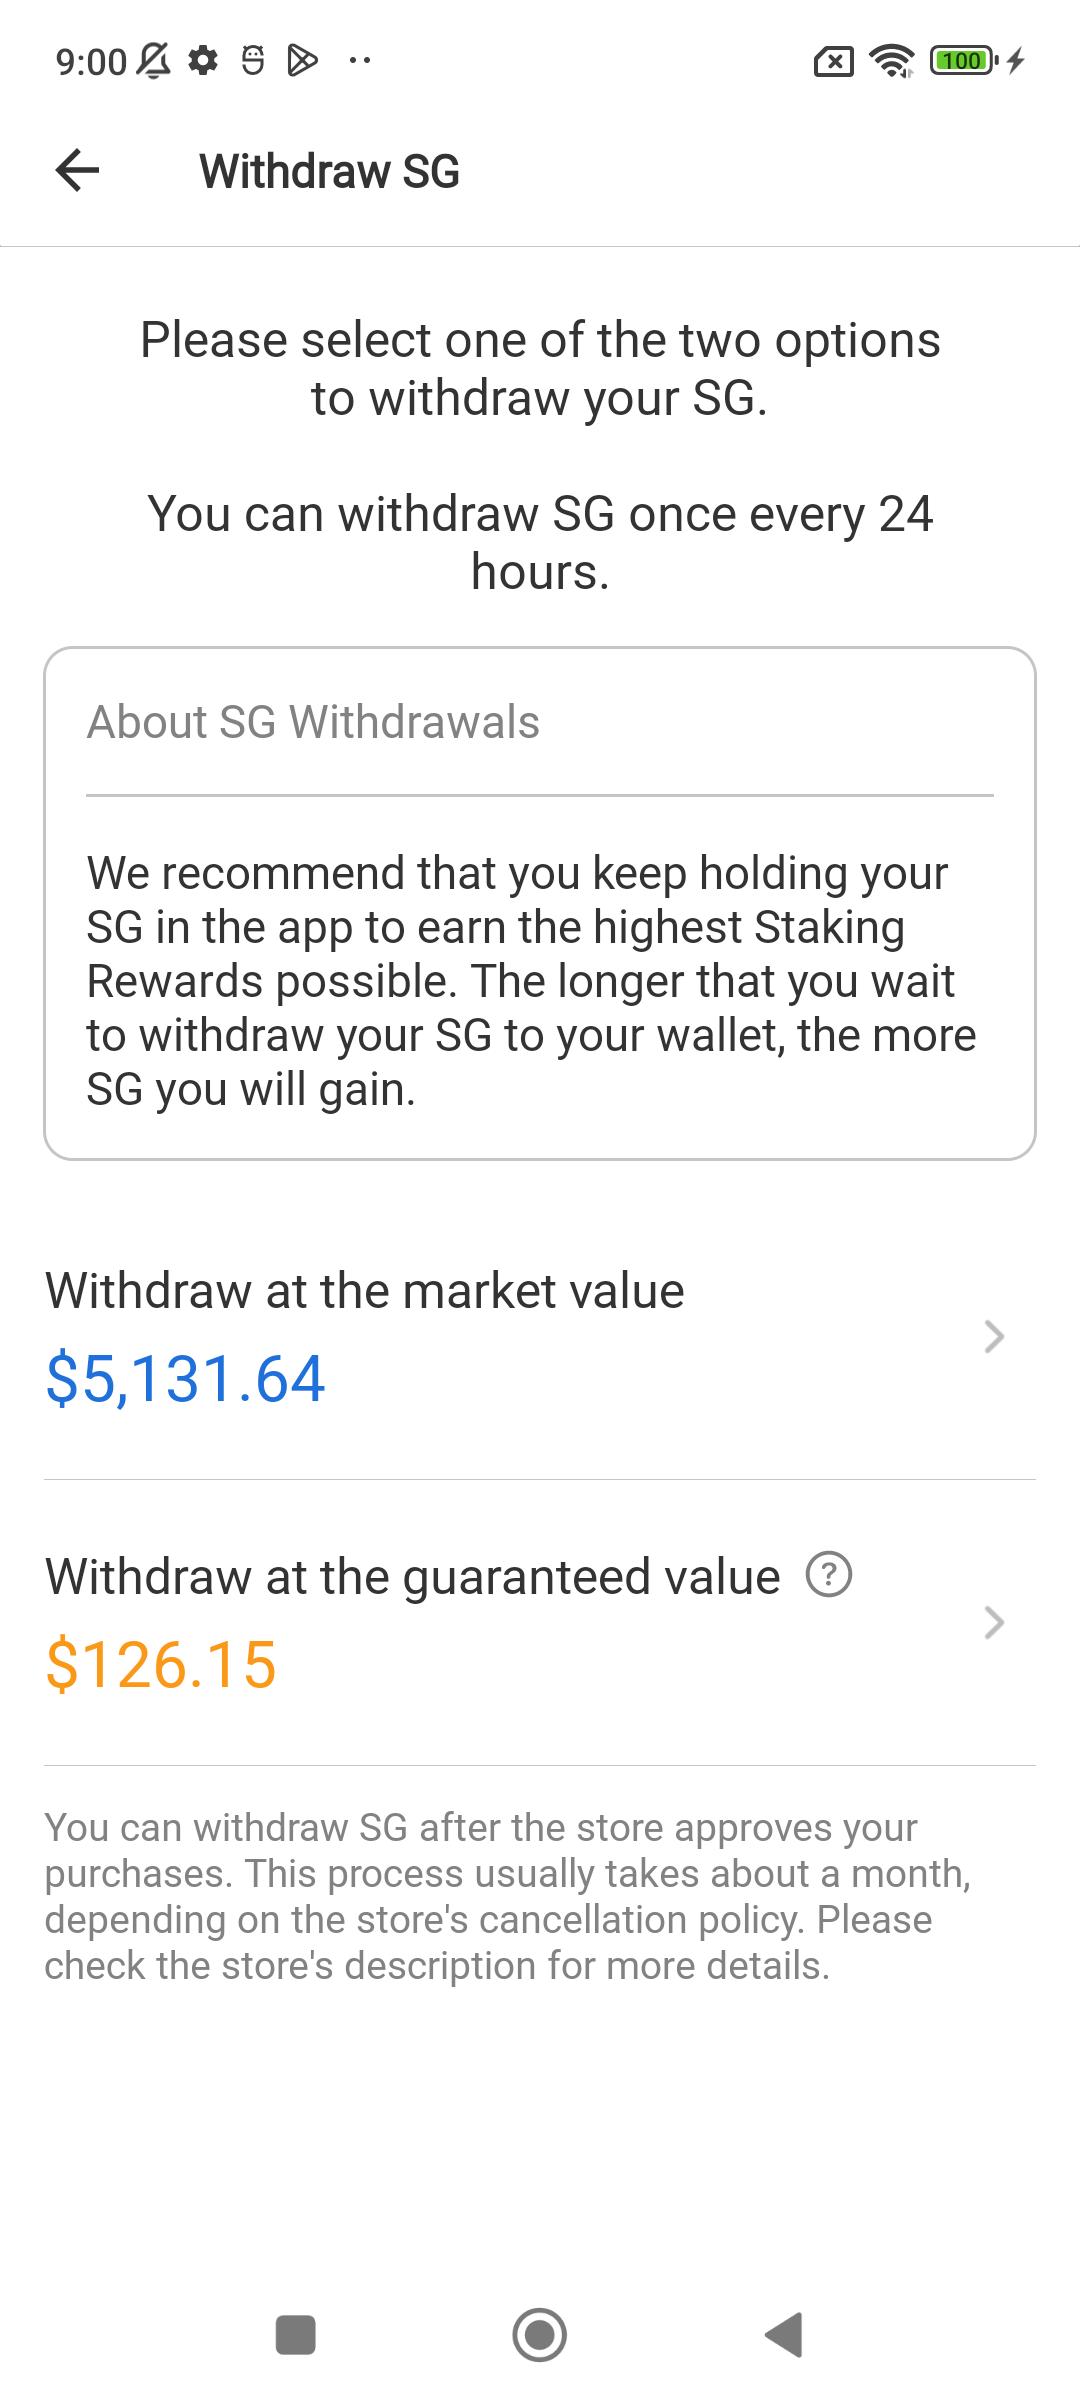 9:00
100
Withdraw SG
Please select one of the two options
to withdraw your SG.
You can withdraw SG once every 24
hours.
About SG Withdrawals
We recommend that you keep holding your
SG in the app to earn the highest Staking
Rewards possible. The longer that you wait
to withdraw your SG to your wallet, the more
SG you will gain.
Withdraw at the market value
$5,131.64
Withdraw at the guaranteed value ?
$126.15
You can withdraw SG after the store approves your
purchases. This process usually takes about a month,
depending on the store's cancellation policy. Please
check the store's description for more details.